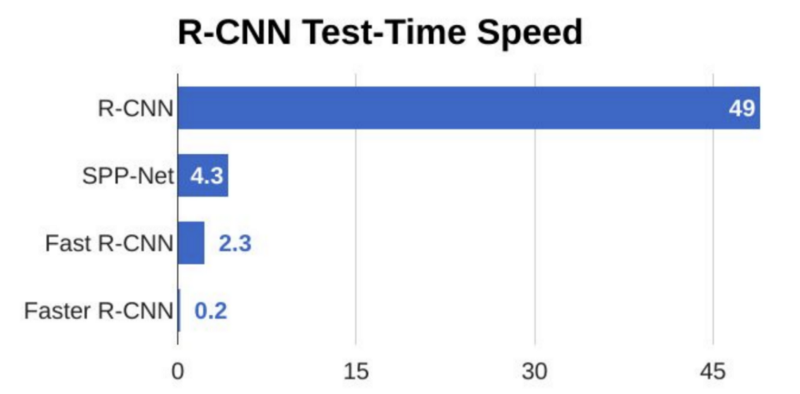 R-CNN Test-Time Speed
R-CNN 49
SPP-Net 4.3
Fast R-CNN 2.3
Faster R-CNN 0.2
0 15 30 45